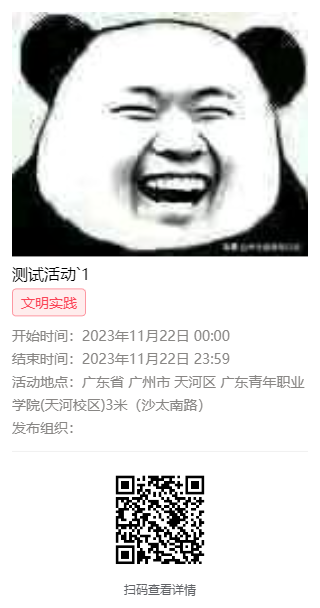 测试活动`1
文明实践
开始时间：2023年11月22日 00:00
结束时间：2023年11月22日 23:59
活动地点：广东省 广州市 天河区 广东青年职业
学院(天河校区)3米（沙太南路）
发布组织：
扫码查看详情